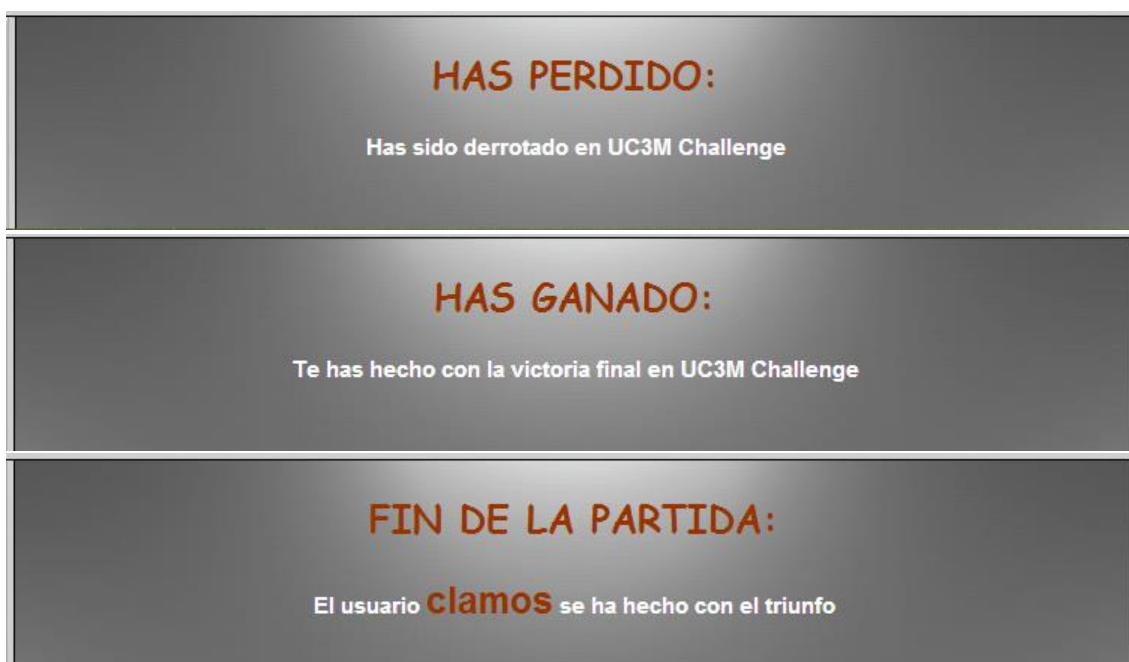 HAS PERDIDO:
Has sido derrotado en UC3M Challenge
HAS GANADO:
Te has hecho con la victoria final en UC3M Challenge
FIN DE LA PARTIDA:
El usuario clamos se ha hecho con el triunfo